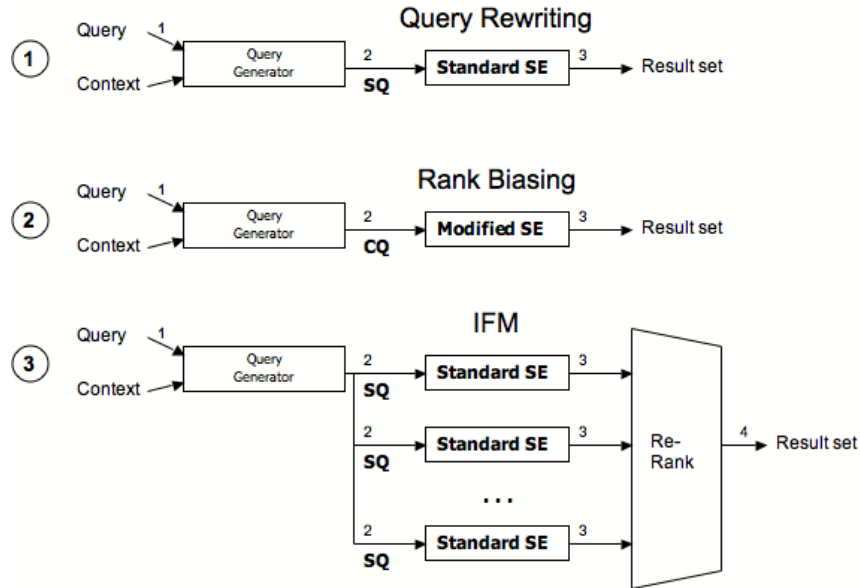 Query Rewriting
Query
1
1
Context
Query
Generator
2
SQ
Standard SE
3
Result set
Rank Biasing
Query
1
2
Context
Query
Generator
2
CQ
Modified SE
3
Result set
IFM
Query
1
3
Context
Query
Generator
2
SQ
Standard SE
3
2
SQ
Standard SE
3
...
2
SQ
Standard SE
3
Re-
Rank
4
Result set